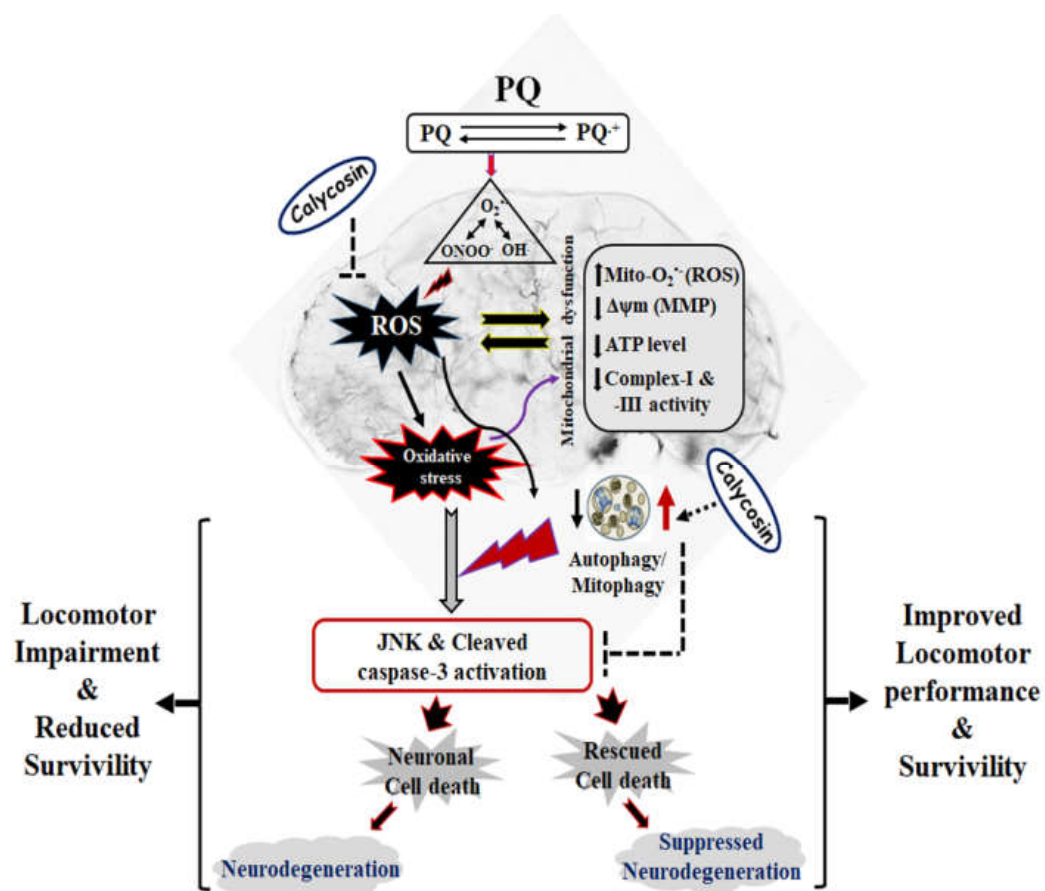 PQ
PQ PQ·+
Calycosin
O₂˙⁻
ONOO⁻ OH·
ROS
Mitochondrial dysfunction
Mito-O₂˙⁻(ROS)
Δψm (MMP)
ATP level
Complex-I &
-III activity
Oxidative
stress
Calycosin
Autophagy/
Mitophagy
Locomotor
Impairment
&
Reduced
Survivility
JNK & Cleaved
caspase-3 activation
Improved
Locomotor
performance
&
Survivility
Neuronal
Cell death
Rescued
Cell death
Neurodegeneration
Suppressed
Neurodegeneration